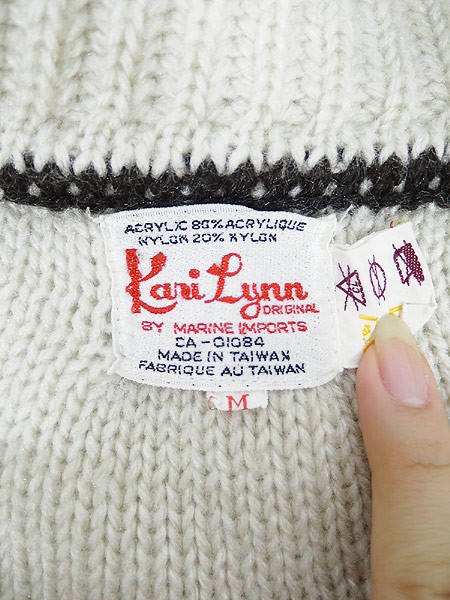 ACRYLIC 80% ACRYLIQUE
NYLON 20% NYLON
Kari Lynn
ORIGINAL
BY MARINE IMPORTS
CA-01084
MADE IN TAIWAN
FABRIQUE AU TAIWAN
M